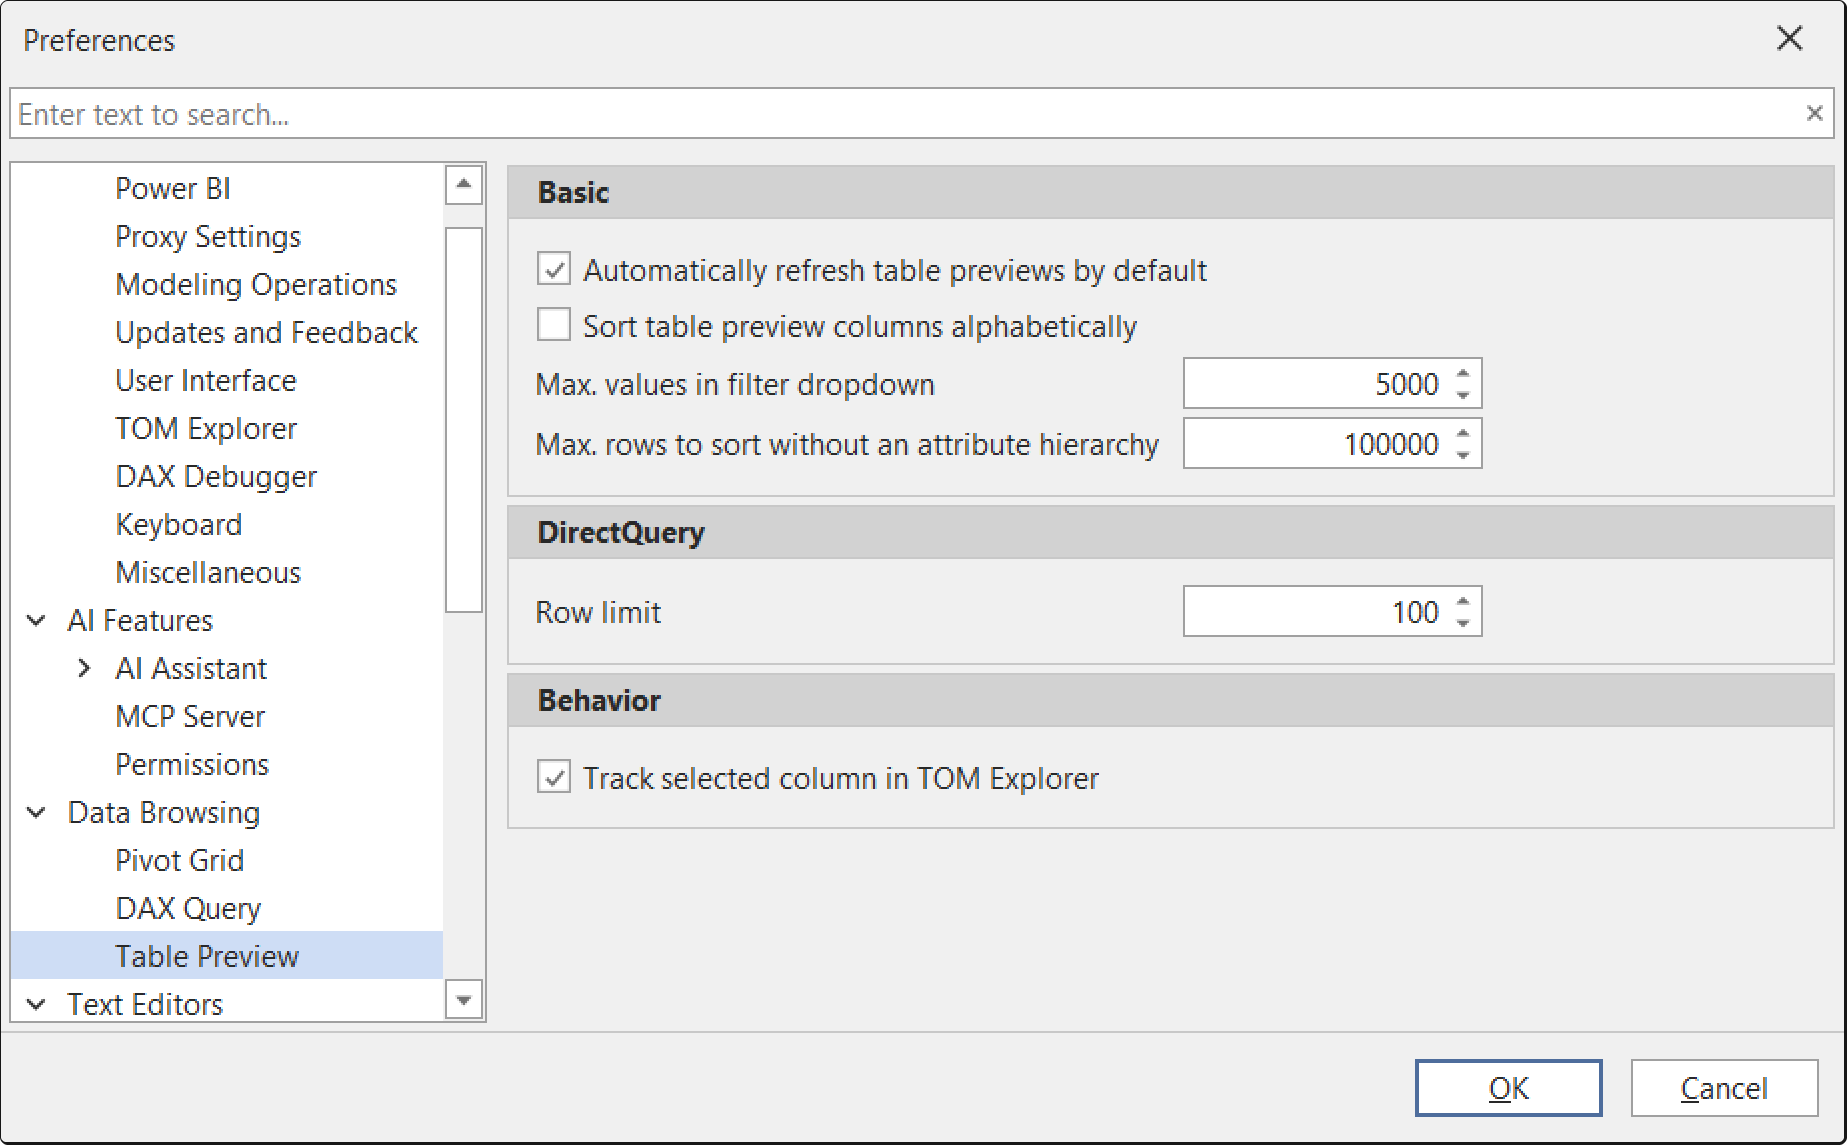 Preferences
Enter text to search...
Power BI
Proxy Settings
Modeling Operations
Updates and Feedback
User Interface
TOM Explorer
DAX Debugger
Keyboard
Miscellaneous
AI Features
AI Assistant
MCP Server
Permissions
Data Browsing
Pivot Grid
DAX Query
Table Preview
Text Editors
Basic
Automatically refresh table previews by default
Sort table preview columns alphabetically
Max. values in filter dropdown 5000
Max. rows to sort without an attribute hierarchy 100000
DirectQuery
Row limit 100
Behavior
Track selected column in TOM Explorer
OK Cancel